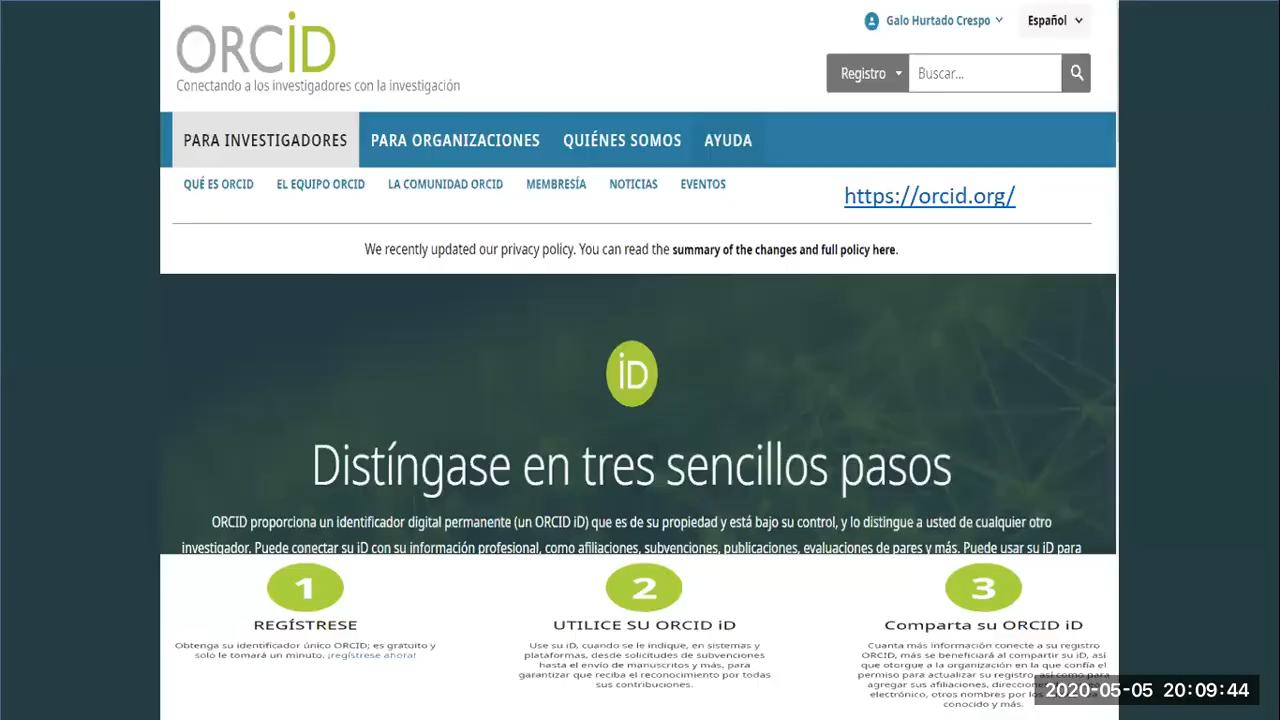 Galo Hurtado Crespo
Español
ORCiD
Conectando a los investigadores con la investigación
Registro
Buscar...
PARA INVESTIGADORES
PARA ORGANIZACIONES
QUIÉNES SOMOS
AYUDA
QUÉ ES ORCID
EL EQUIPO ORCID
LA COMUNIDAD ORCID
MEMBRESÍA
NOTICIAS
EVENTOS
https://orcid.org/
We recently updated our privacy policy. You can read the summary of the changes and full policy here.
iD
Distíngase en tres sencillos pasos
ORCID proporciona un identificador digital permanente (un ORCID iD) que es de su propiedad y está bajo su control, y lo distingue a usted de cualquier otro
investigador. Puede conectar su iD con su información profesional, como afiliaciones, subvenciones, publicaciones, evaluaciones de pares y más. Puede usar su iD para
1
REGÍSTRESE
Obtenga su identificador único ORCID; es gratuito y
solo le tomará un minuto. ¡regístrese ahora!
2
UTILICE SU ORCID iD
Use su iD, cuando se le indique, en sistemas y
plataformas, desde solicitudes de subvenciones
hasta el envío de manuscritos y más, para
garantizar que reciba el reconocimiento por todas
sus contribuciones.
3
Comparta su ORCID iD
Cuanta más información conecte a su registro
ORCID, más se beneficiará al compartir su iD, así
que otorgue a la organización en la que confía el
permiso para actualizar su registro, así como para
agregar sus afiliaciones,
electrónico, otros nombres por
conocido y más.
2020-05-05 20:09:44